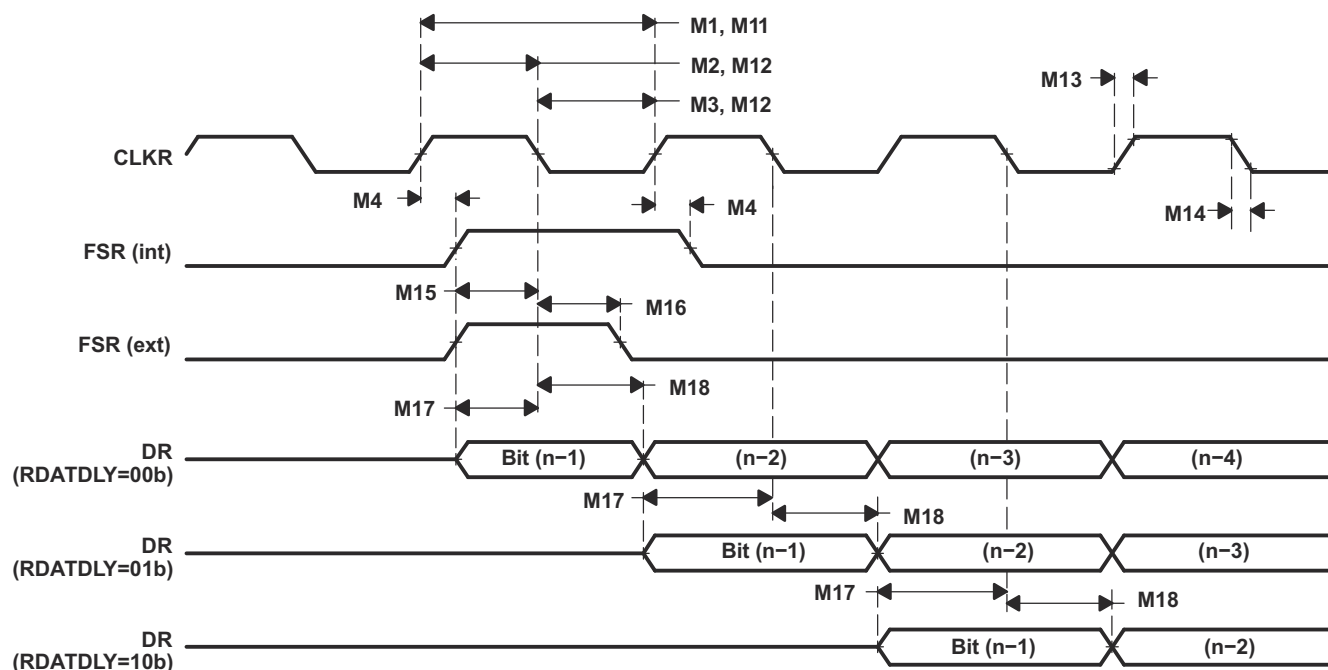 M1, M11
M2, M12
M13
M3, M12
CLKR
M4
M4
M14
FSR (int)
M15
M16
FSR (ext)
M18
M17
DR
(RDATDLY=00b)
Bit (n−1)
(n−2)
(n−3)
(n−4)
M17
M18
DR
(RDATDLY=01b)
Bit (n−1)
(n−2)
(n−3)
M17
M18
DR
(RDATDLY=10b)
Bit (n−1)
(n−2)